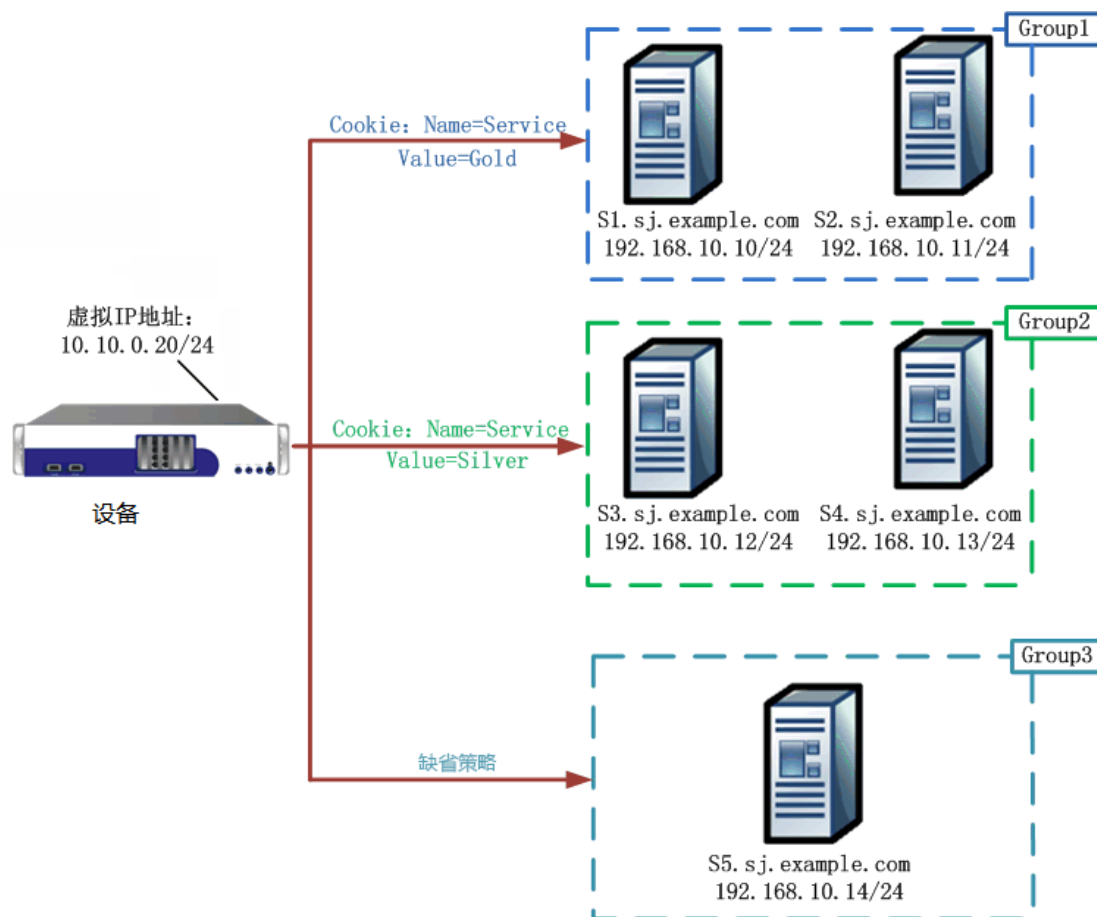 Group1
Cookie: Name=Service
Value=Gold
S1.sj.example.com
192.168.10.10/24
S2.sj.example.com
192.168.10.11/24
虚拟IP地址:
10.10.0.20/24
设备
Group2
Cookie: Name=Service
Value=Silver
S3.sj.example.com
192.168.10.12/24
S4.sj.example.com
192.168.10.13/24
Group3
缺省策略
S5.sj.example.com
192.168.10.14/24